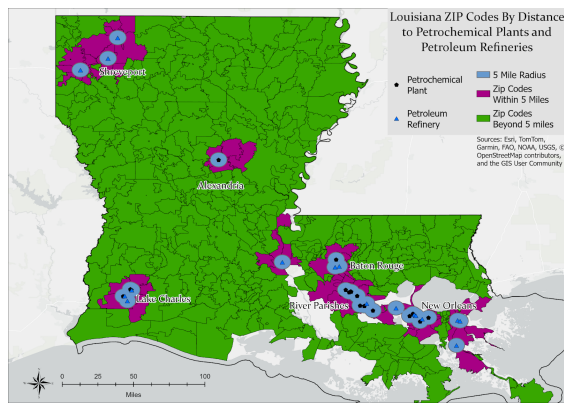 Louisiana ZIP Codes By Distance
to Petrochemical Plants and
Petroleum Refineries
Petrochemical
Plant
Petroleum
Refinery
5 Mile Radius
Zip Codes
Within 5 Miles
Zip Codes
Beyond 5 miles
Sources: Esri, TomTom,
Garmin, FAO, NOAA, USGS, ©
OpenStreetMap contributors,
and the GIS User Community
Shreveport
Alexandria
Baton Rouge
Lake Charles
River Parishes
New Orleans
0 50 100
Miles